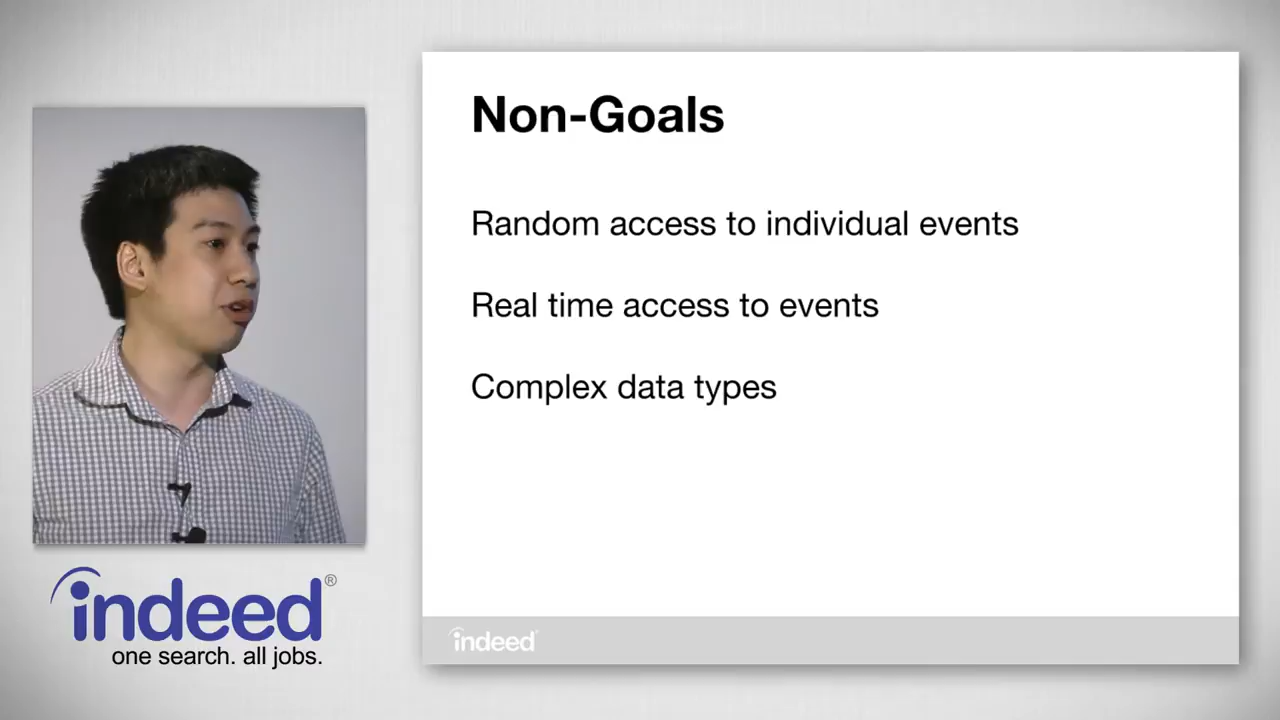 Non-Goals
Random access to individual events
Real time access to events
Complex data types
indeed®
one search. all jobs.
indeed